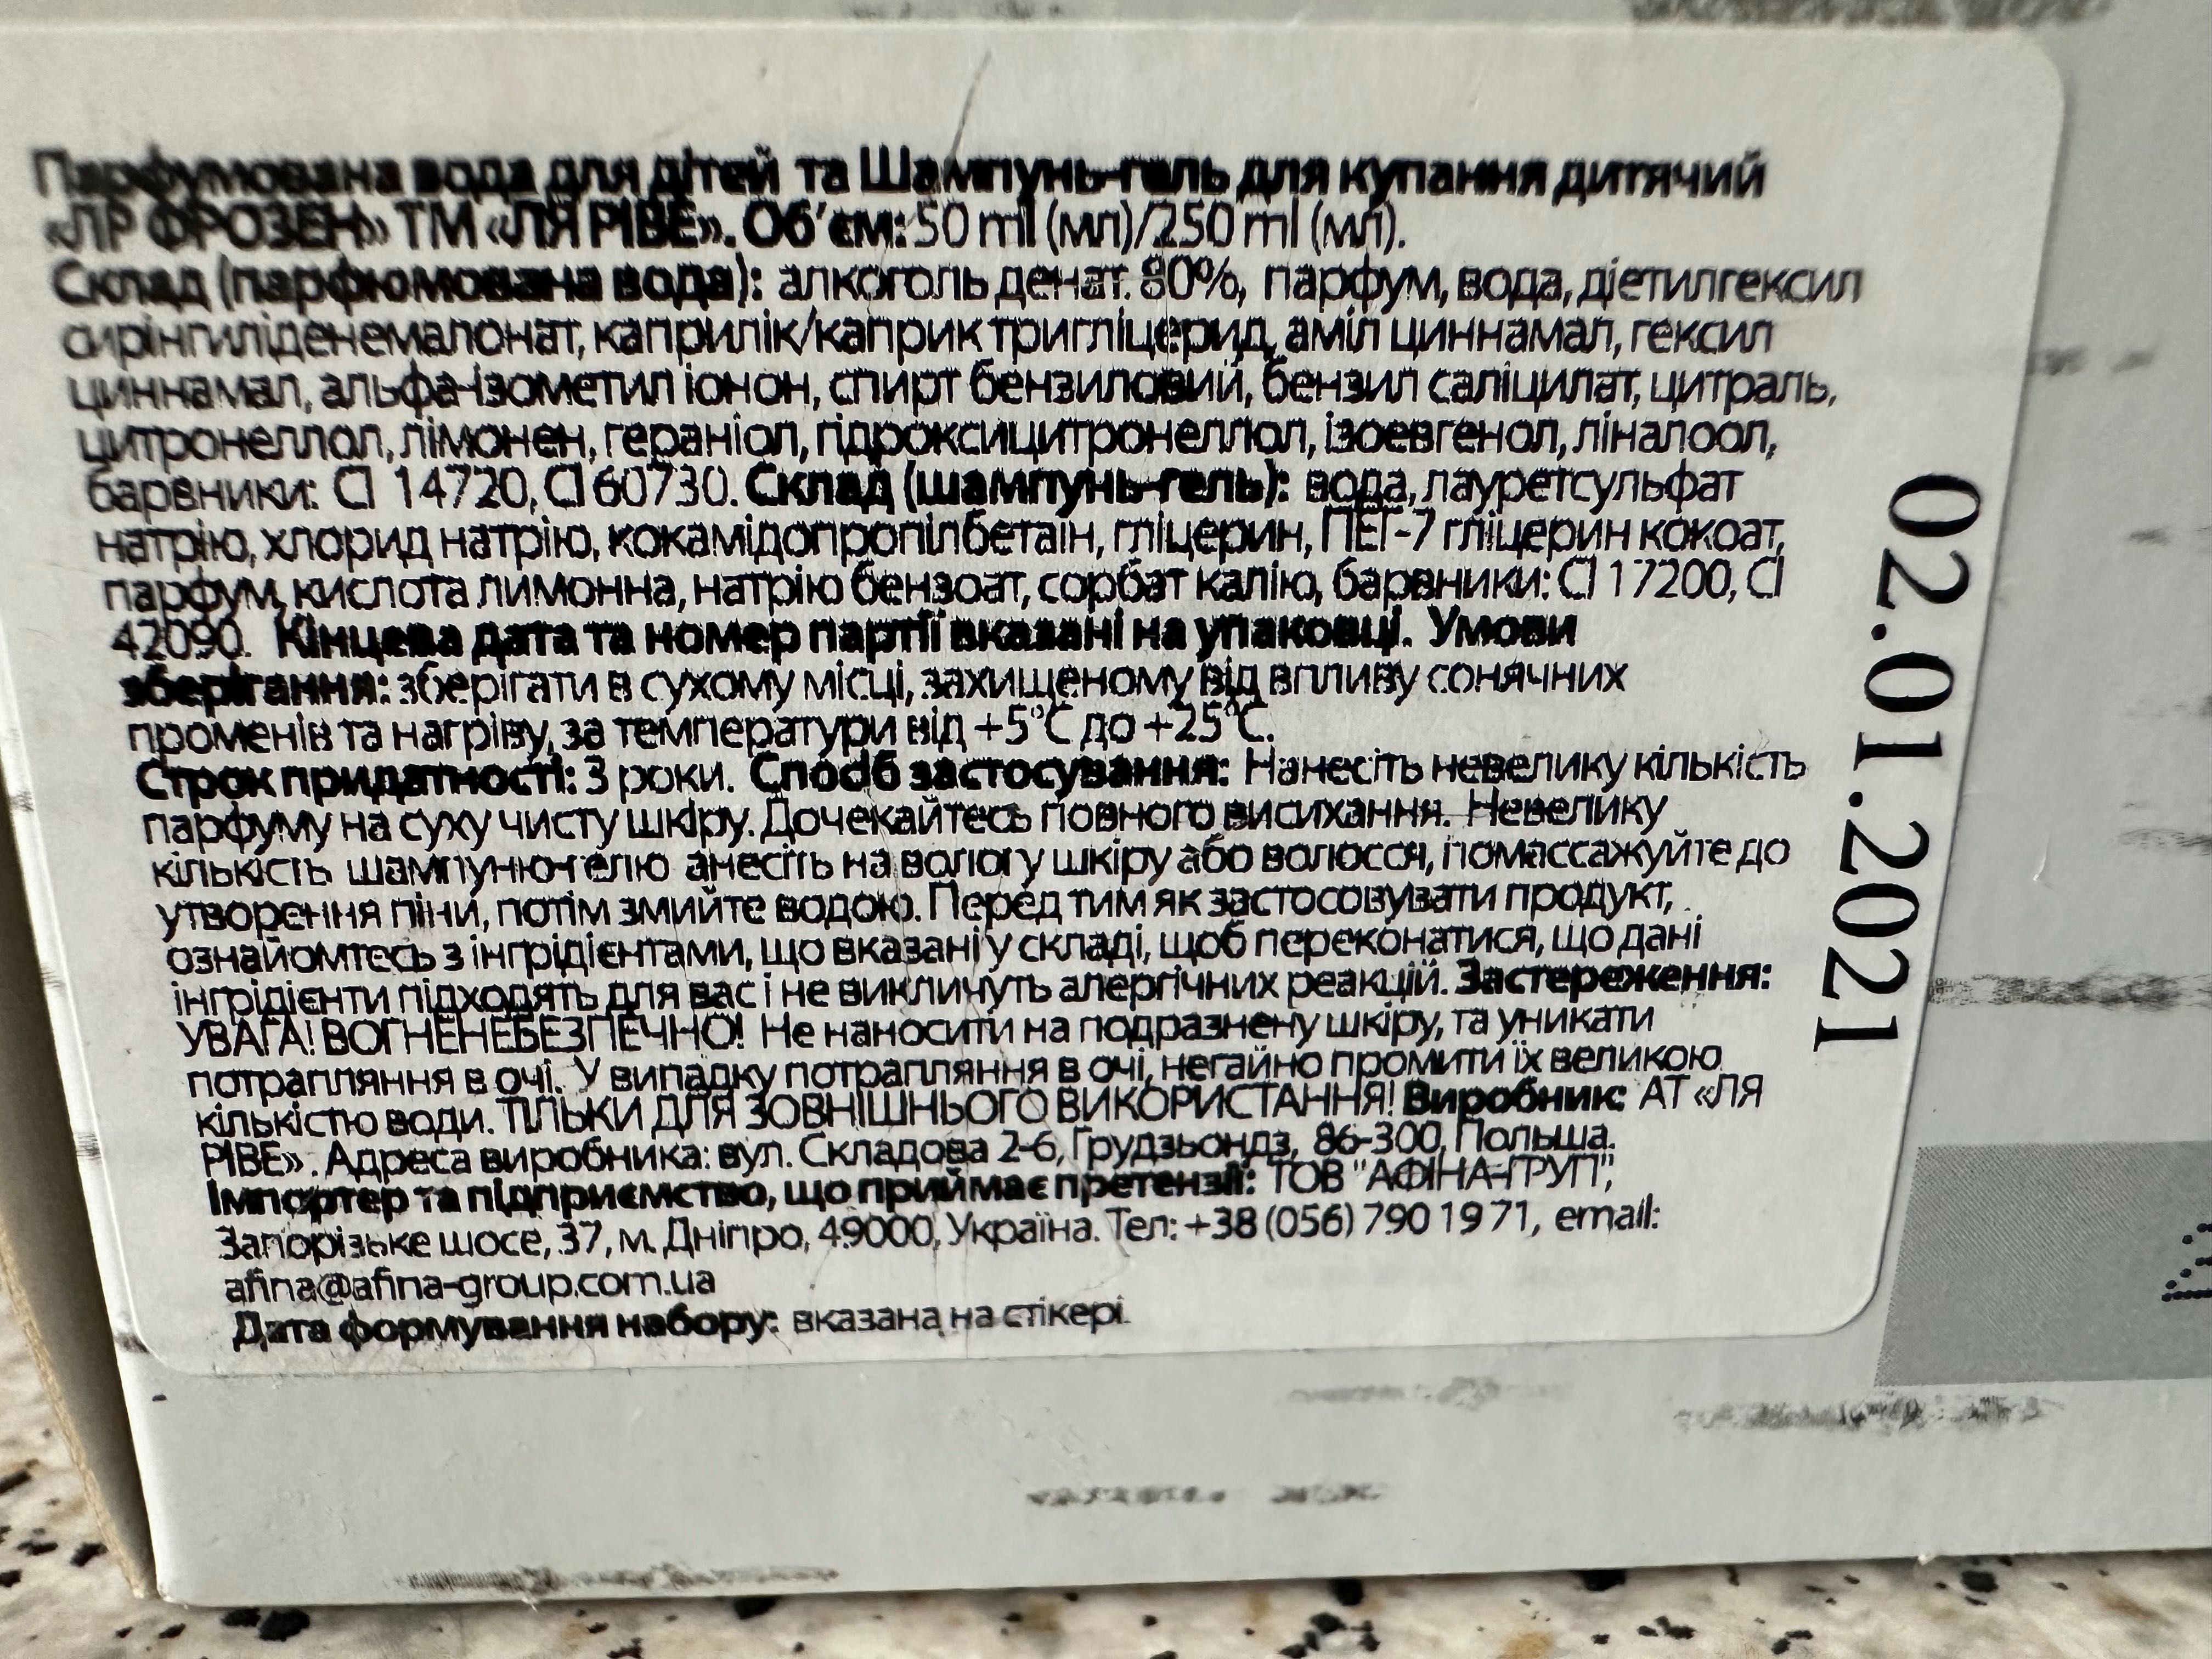 Парфумована вода для дітей та Шампунь-гель для купання дитячий
«ЛР ФРОЗЕН» ТМ «ЛЯ РІВЕ». Об'єм: 50 ml (мл)/250 ml (мл).
Склад (парфюмована вода): алкоголь денат. 80%, парфум, вода, діетилгексил
сирінгиліденемалонат, каприлік/каприк тригліцерид, аміл циннамал, гексил
циннамал, альфа-ізометил іонон, спирт бензиловий, бензил саліцилат, цитраль,
цитронеллол, лімонен, гераніол, гідроксицитронеллол, ізоевгенол, ліналоол,
барвники: СІ 14720, СІ 60730. Склад (шампунь-гель): вода, лауретсульфат
натрію, хлорид натрію, кокамідопропілбетаїн, гліцерин, ПЕГ-7 гліцерин кокоат,
парфум, кислота лимонна, натрію бензоат, сорбат калію, барвники: СІ 17200, СІ
42090. Кінцева дата та номер партії вказані на упаковці. Умови
зберігання: зберігати в сухому місці, захищеному від впливу сонячних
променів та нагріву, за температури від +5°С до +25°С.
Строк придатності: 3 роки. Спосіб застосування: Нанесіть невелику кількість
парфуму на суху чисту шкіру. Дочекайтесь повного висихання. Невелику
кількість шампуню-гелю анесіть на вологу шкіру або волосся, помассажуйте до
утворення піни, потім змийте водою. Перед тим як застосовувати продукт,
ознайомтесь з інгрідієнтами, що вказані у складі, щоб переконатися, що дані
інгрідієнти підходять для вас і не викличуть алергічних реакцій. Застереження:
УВАГА! ВОГНЕНЕБЕЗПЕЧНО! Не наносити на подразнену шкіру, та уникати
потрапляння в очі. У випадку потрапляння в очі, негайно промити їх великою
кількістю води. ТІЛЬКИ ДЛЯ ЗОВНІШНЬОГО ВИКОРИСТАННЯ! Виробник: АТ «ЛЯ
РІВЕ». Адреса виробника: вул. Складова 2-6, Грудзьондз, 86-300, Польша.
Імпортер та підприємство, що приймає претензії: ТОВ "АФІНА-ГРУП",
Запорізьке шосе, 37, м. Дніпро, 49000, Україна. Тел: +38 (056) 790 19 71, email:
afina@afina-group.com.ua
Дата формування набору: вказана на стікері.
02.01.2021